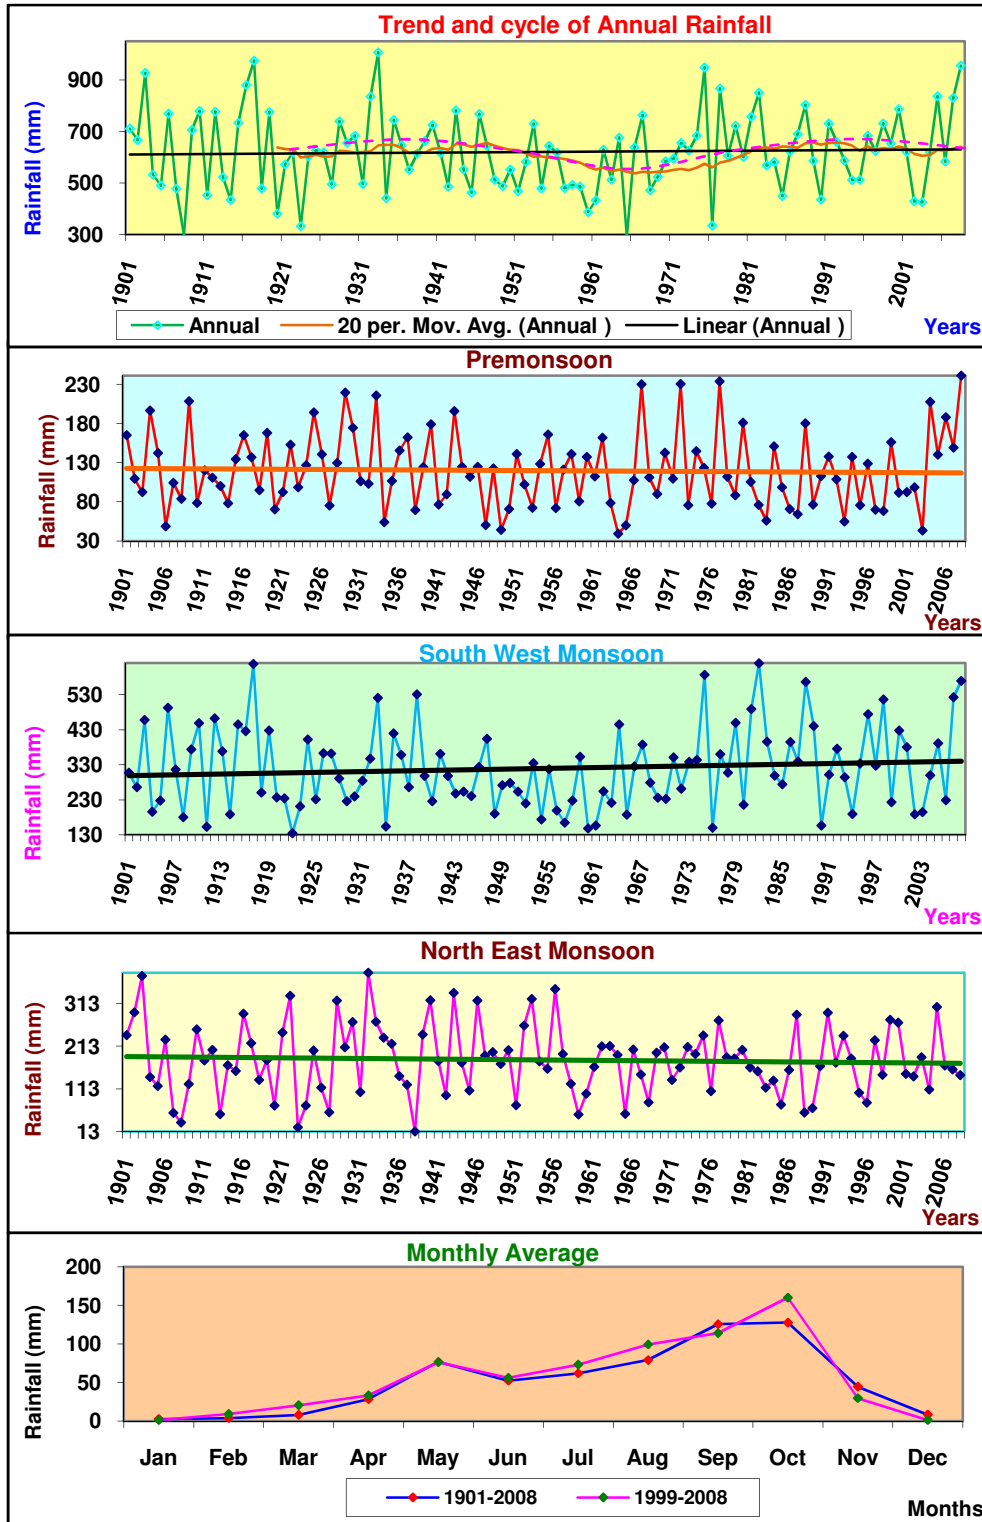 Trend and cycle of Annual Rainfall
Rainfall (mm)
900
700
500
300
1901 1911 1921 1931 1941 1951 1961 1971 1981 1991 2001
Annual 20 per. Mov. Avg. (Annual ) Linear (Annual )
Years
Premonsoon
Rainfall (mm)
230
180
130
80
30
1901 1906 1911 1916 1921 1926 1931 1936 1941 1946 1951 1956 1961 1966 1971 1976 1981 1986 1991 1996 2001 2006
Years
South West Monsoon
Rainfall (mm)
530
430
330
230
130
1901 1907 1913 1919 1925 1931 1937 1943 1949 1955 1961 1967 1973 1979 1985 1991 1997 2003
Years
North East Monsoon
Rainfall (mm)
313
213
113
13
1901 1906 1911 1916 1921 1926 1931 1936 1941 1946 1951 1956 1961 1966 1971 1976 1981 1986 1991 1996 2001 2006
Years
Monthly Average
Rainfall (mm)
200
150
100
50
0
Jan Feb Mar Apr May Jun Jul Aug Sep Oct Nov Dec
1901-2008 1999-2008
Months